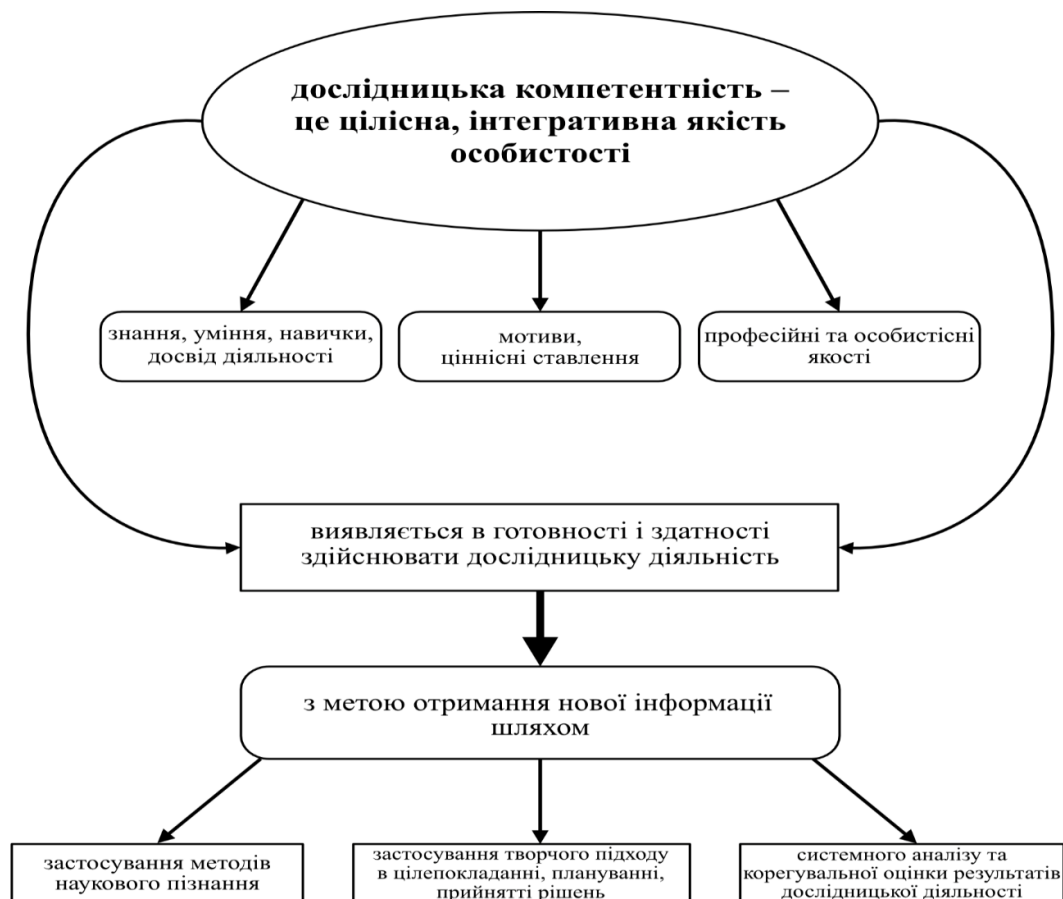 дослідницька компетентність –
це цілісна, інтегративна якість
особистості
знання, уміння, навички,
досвід діяльності
мотиви,
ціннісні ставлення
професійні та особистісні
якості
виявляється в готовності і здатності
здійснювати дослідницьку діяльність
з метою отримання нової інформації
шляхом
застосування методів
наукового пізнання
застосування творчого підходу
в цілепокладанні, плануванні,
прийнятті рішень
системного аналізу та
корегувальної оцінки результатів
дослідницької діяльності